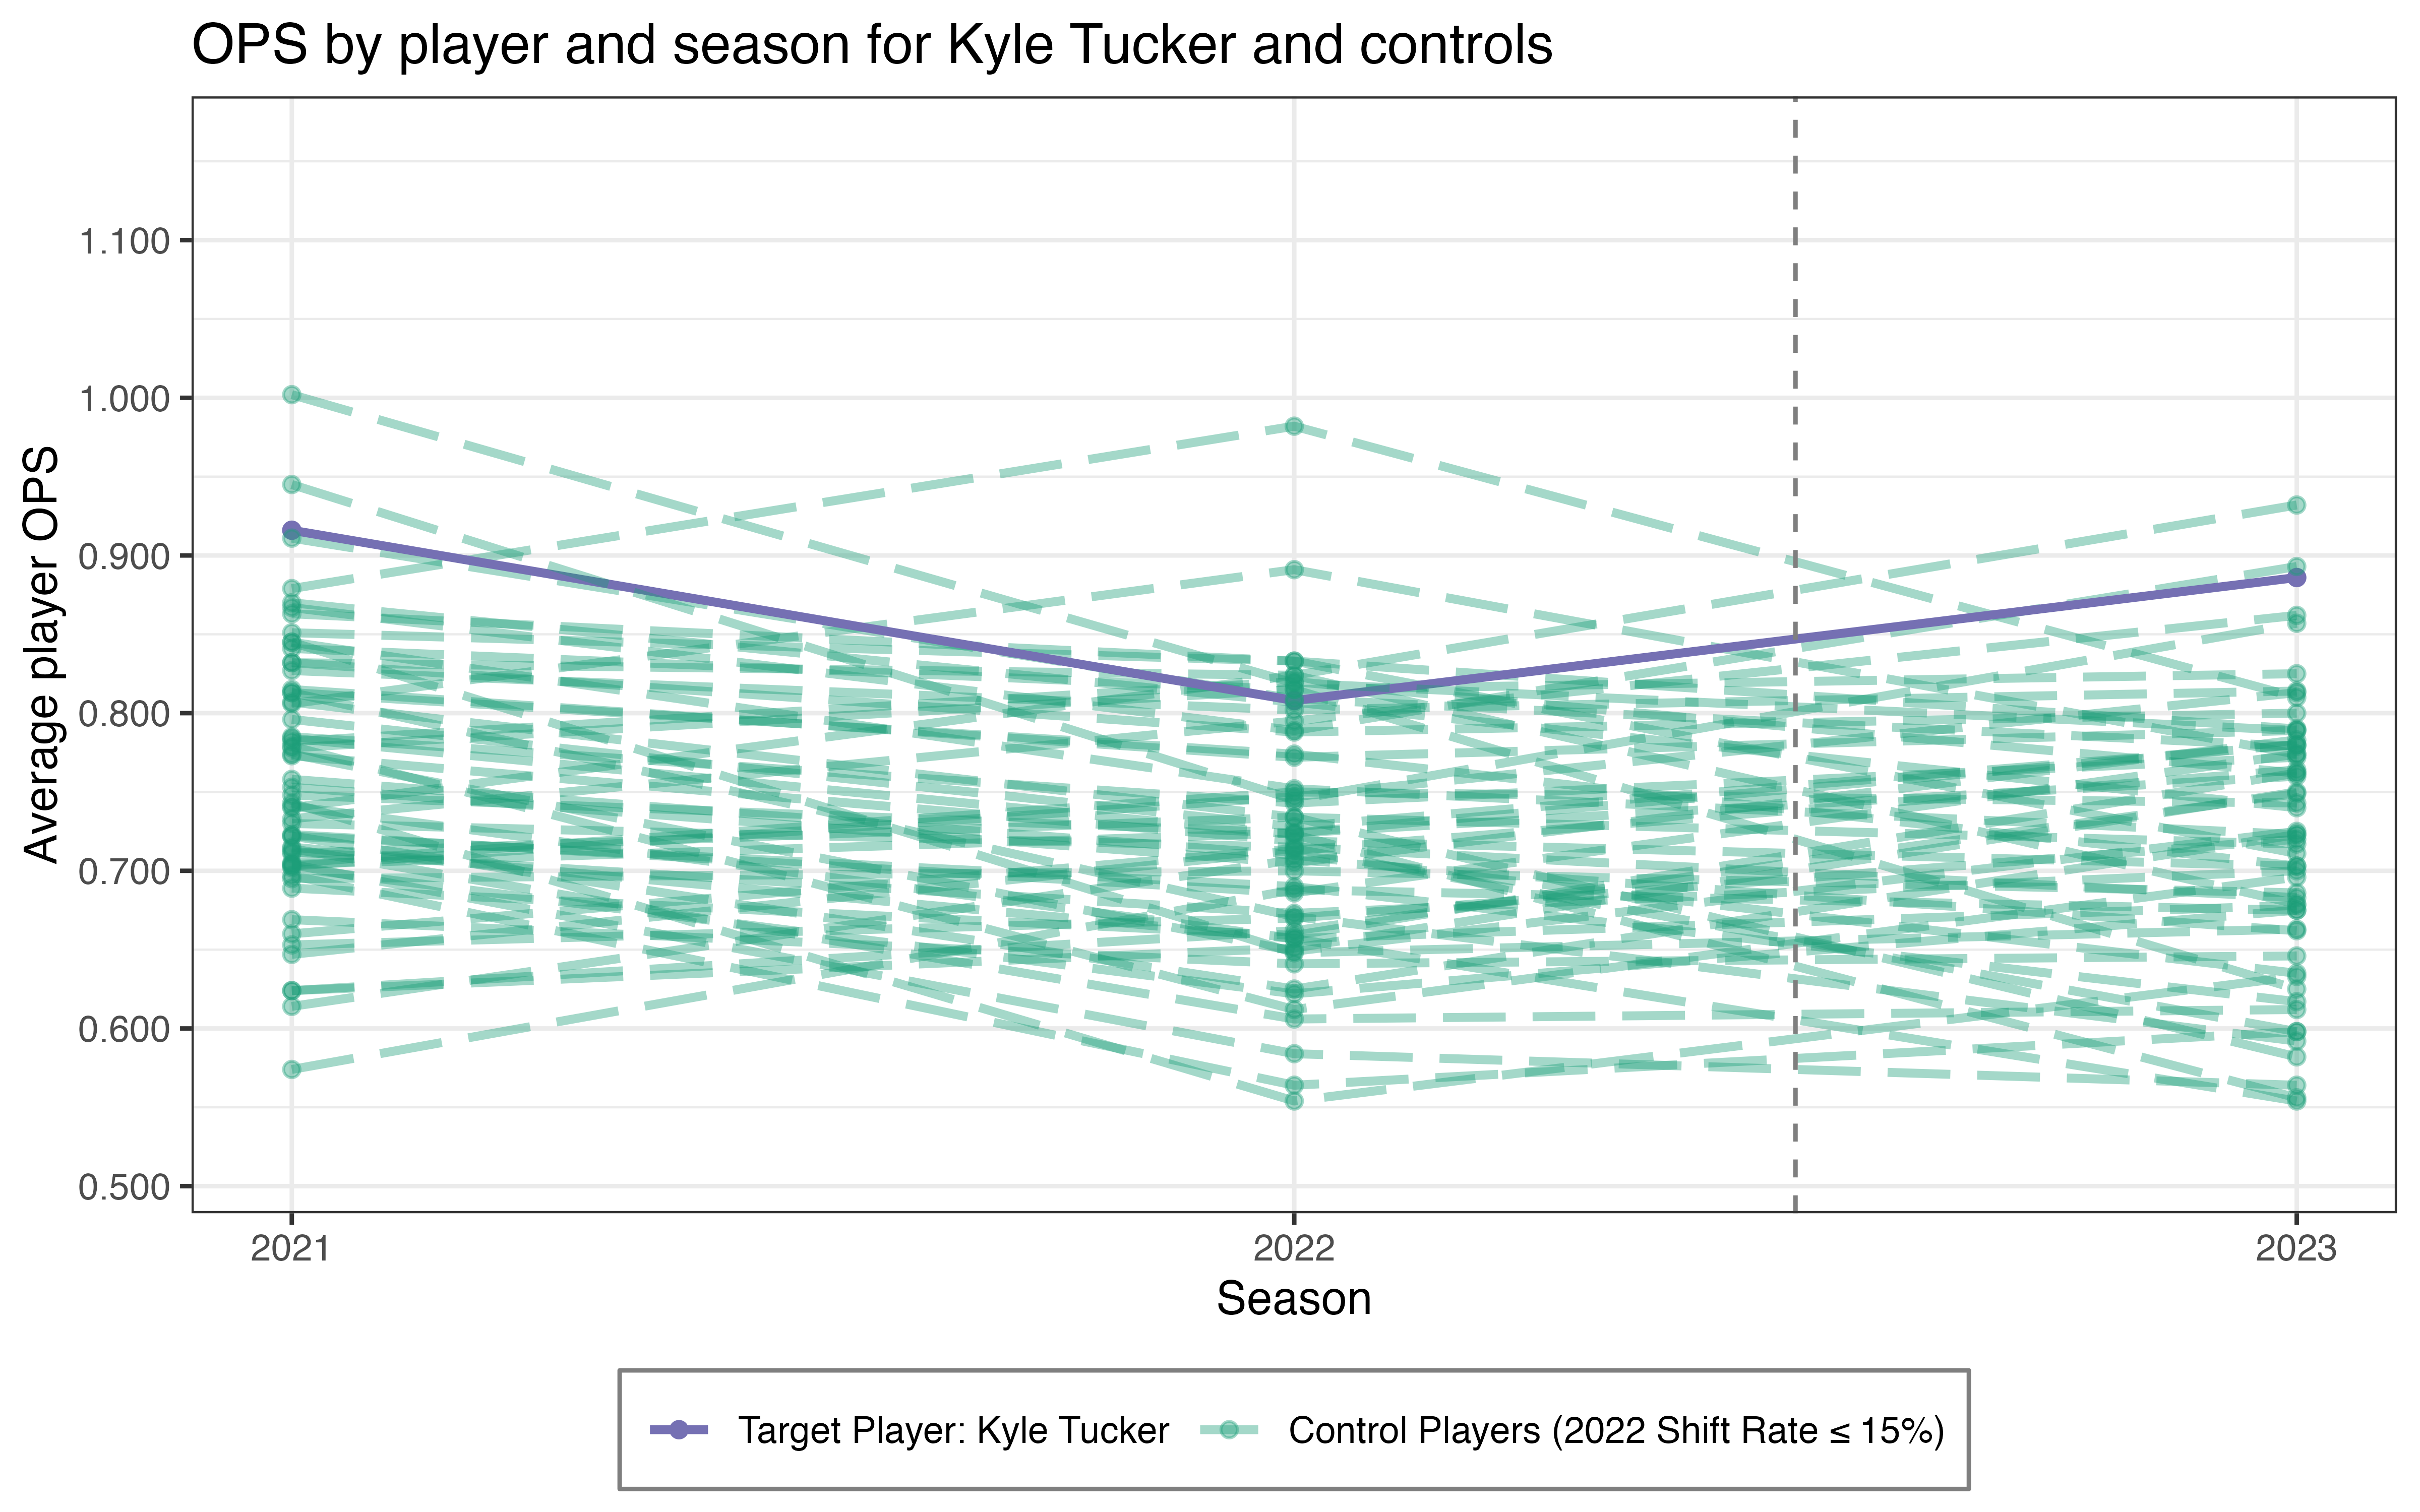 OPS by player and season for Kyle Tucker and controls
Average player OPS
1.100
1.000
0.900
0.800
0.700
0.600
0.500
2021
2022
2023
Season
Target Player: Kyle Tucker
Control Players (2022 Shift Rate ≤ 15%)